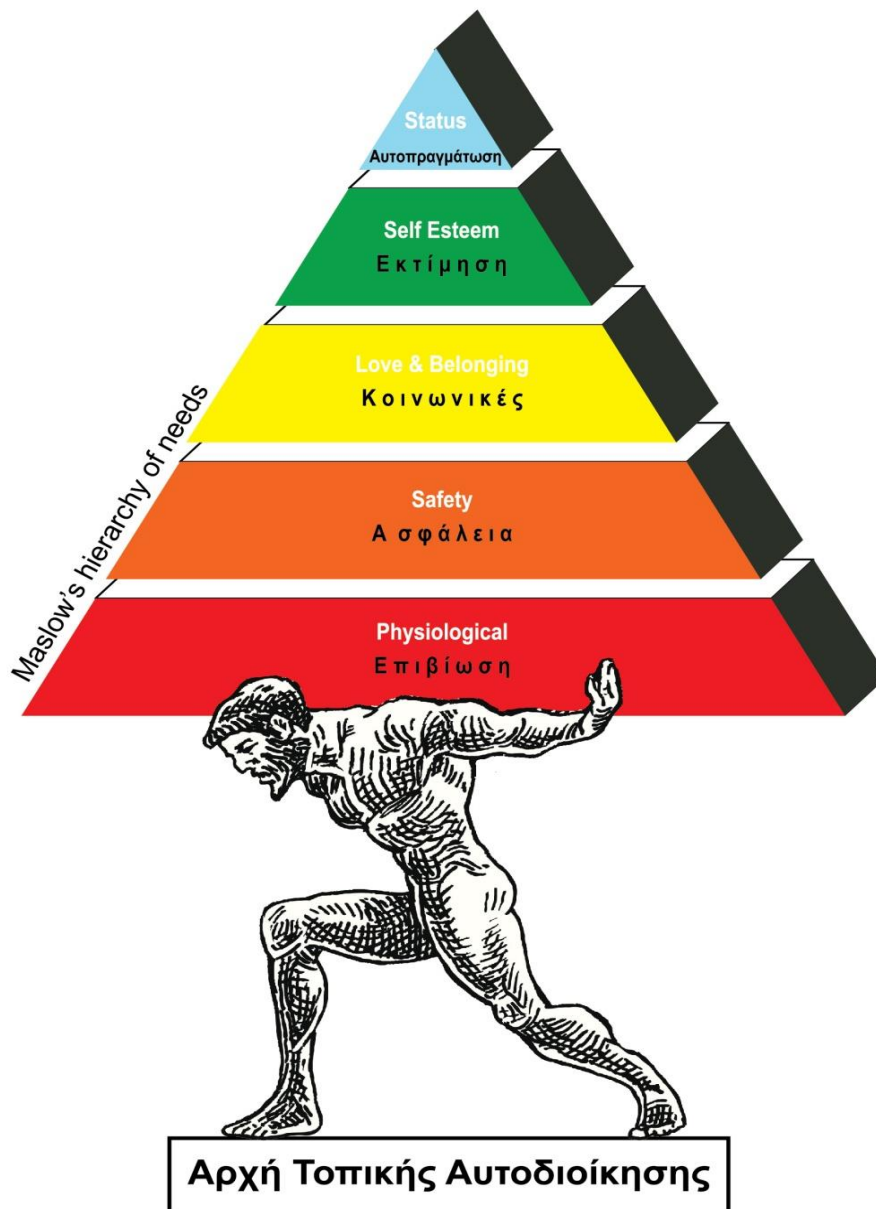 Status
Αυτοπραγμάτωση
Self Esteem
Εκτίμηση
Love & Belonging
Κοινωνικές
Safety
Α σφάλεια
Physiological
Επιβίωση
Maslow's hierarchy of needs
Αρχή Τοπικής Αυτοδιοίκησης